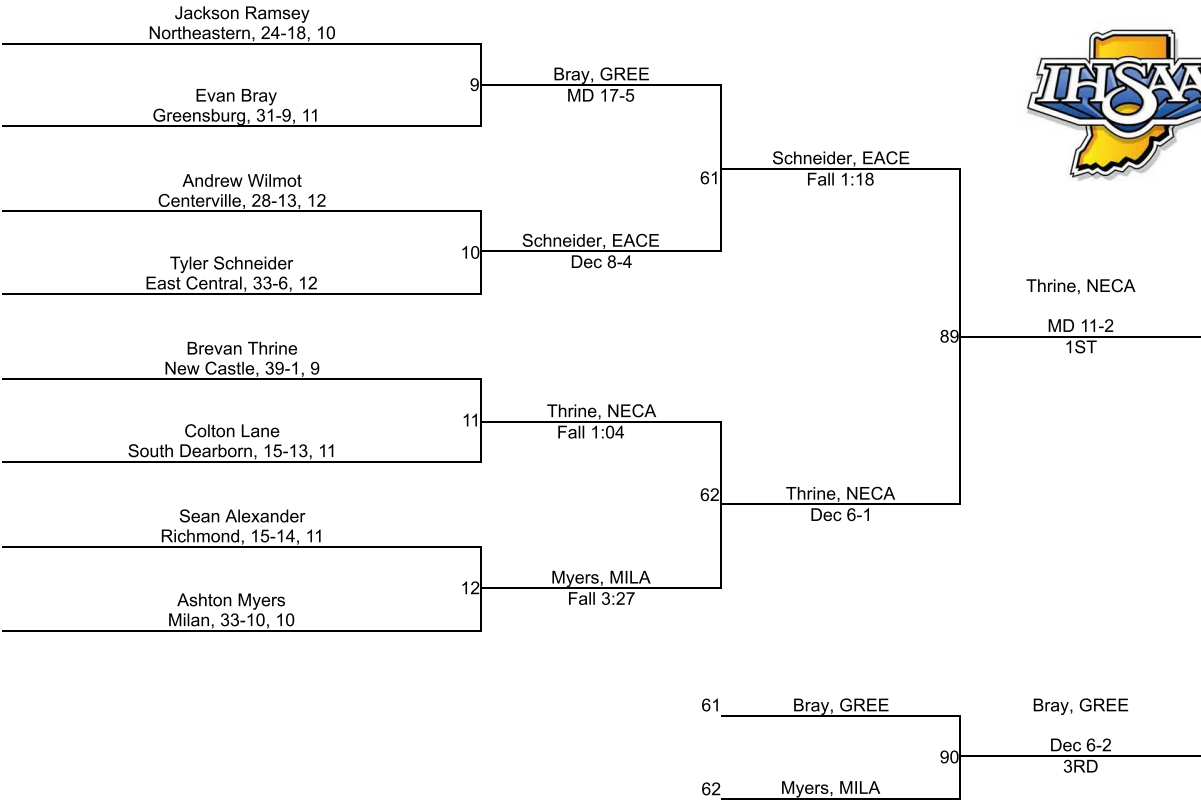 Jackson Ramsey
Northeastern, 24-18, 10
9
Bray, GREE
MD 17-5
Evan Bray
Greensburg, 31-9, 11
IHSAA
61
Schneider, EACE
Fall 1:18
Andrew Wilmot
Centerville, 28-13, 12
10
Schneider, EACE
Dec 8-4
Tyler Schneider
East Central, 33-6, 12
Thrine, NECA
89
MD 11-2
1ST
Brevan Thrine
New Castle, 39-1, 9
11
Thrine, NECA
Fall 1:04
Colton Lane
South Dearborn, 15-13, 11
62
Thrine, NECA
Dec 6-1
Sean Alexander
Richmond, 15-14, 11
12
Myers, MILA
Fall 3:27
Ashton Myers
Milan, 33-10, 10
61
Bray, GREE
Bray, GREE
90
Dec 6-2
3RD
62
Myers, MILA